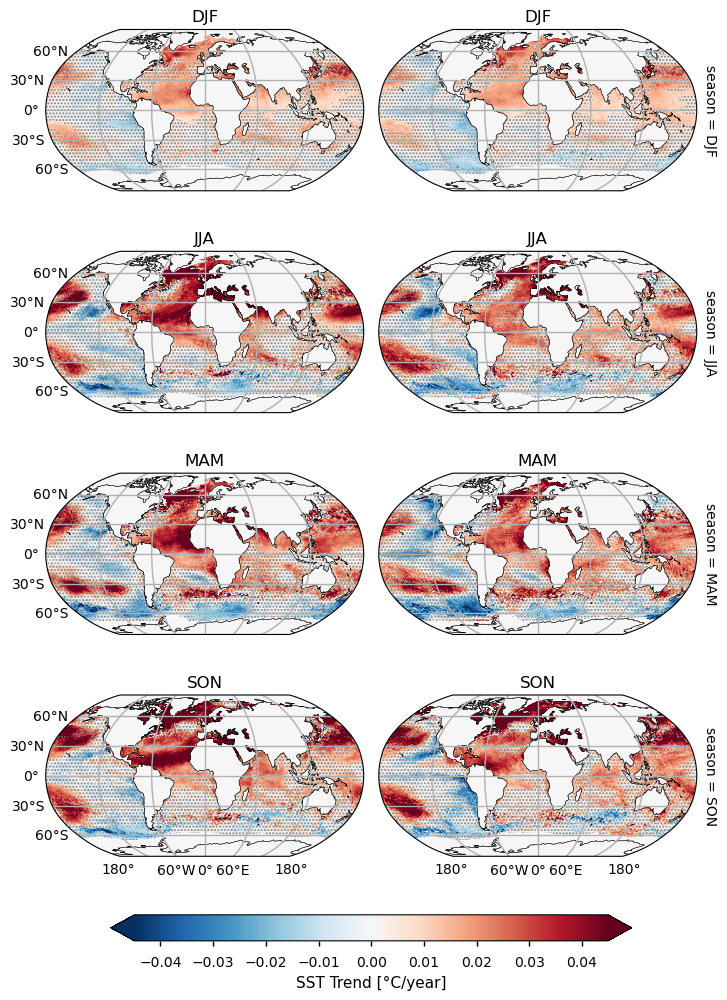 DJF DJF
60°N
30°N
0°
30°S
60°S
season = DJF
JJA JJA
60°N
30°N
0°
30°S
60°S
season = JJA
MAM MAM
60°N
30°N
0°
30°S
60°S
season = MAM
SON SON
60°N
30°N
0°
30°S
60°S
season = SON
180° 60°W 0° 60°E 180° 180° 60°W 0° 60°E 180°
−0.04 −0.03 −0.02 −0.01 0.00 0.01 0.02 0.03 0.04
SST Trend [°C/year]